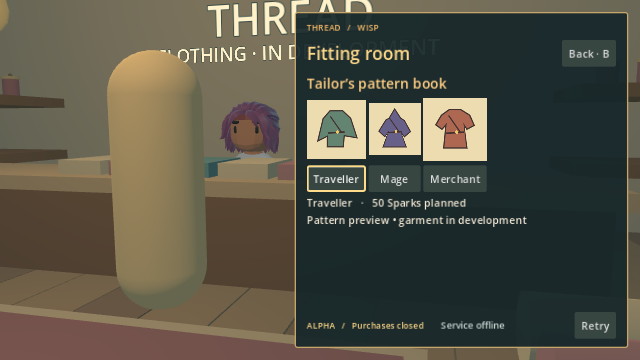 THREAD
CLOTHING · IN DEVELOPMENT
THREAD / WISP
Fitting room
Back · B
Tailor's pattern book
Traveller
Mage
Merchant
Traveller · 50 Sparks planned
Pattern preview • garment in development
ALPHA / Purchases closed
Service offline
Retry